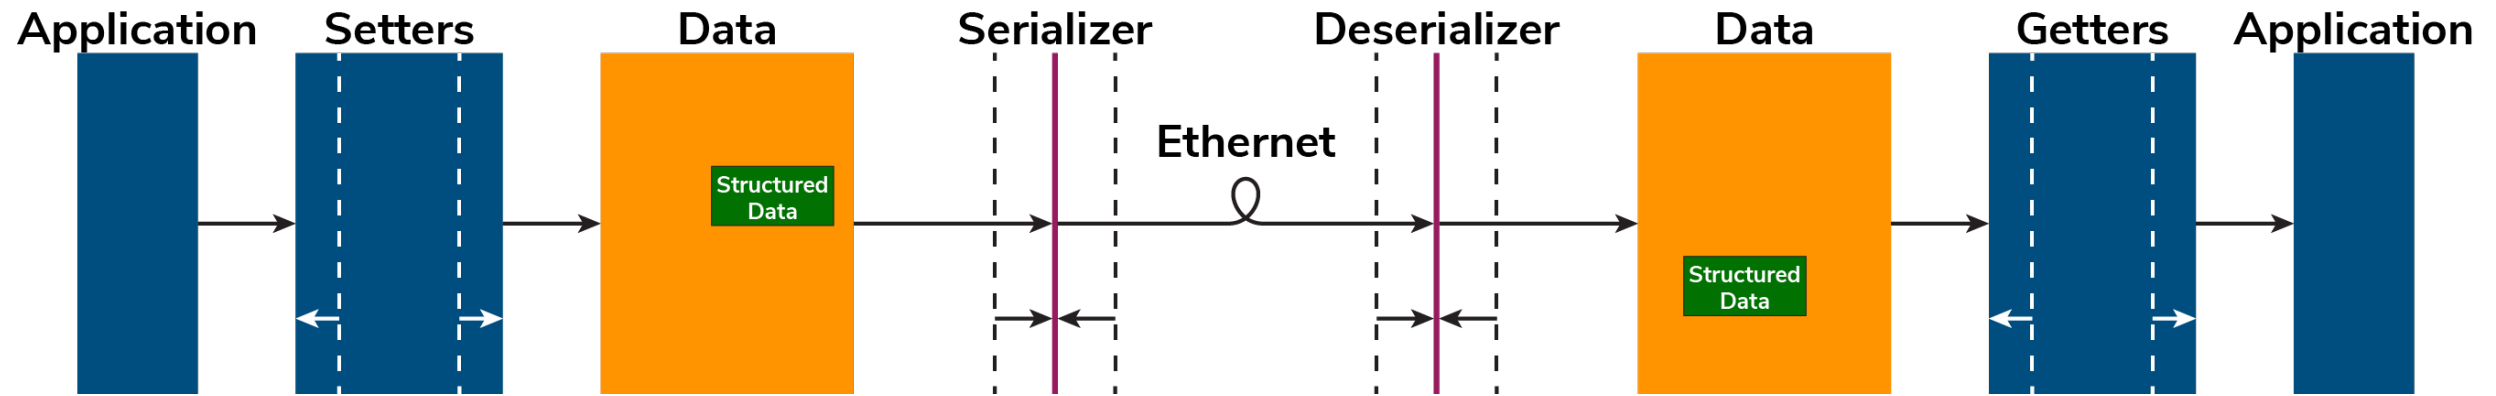 Application
Setters
Data
Serializer
Deserializer
Data
Getters
Application
Ethernet
Structured
Data
Structured
Data